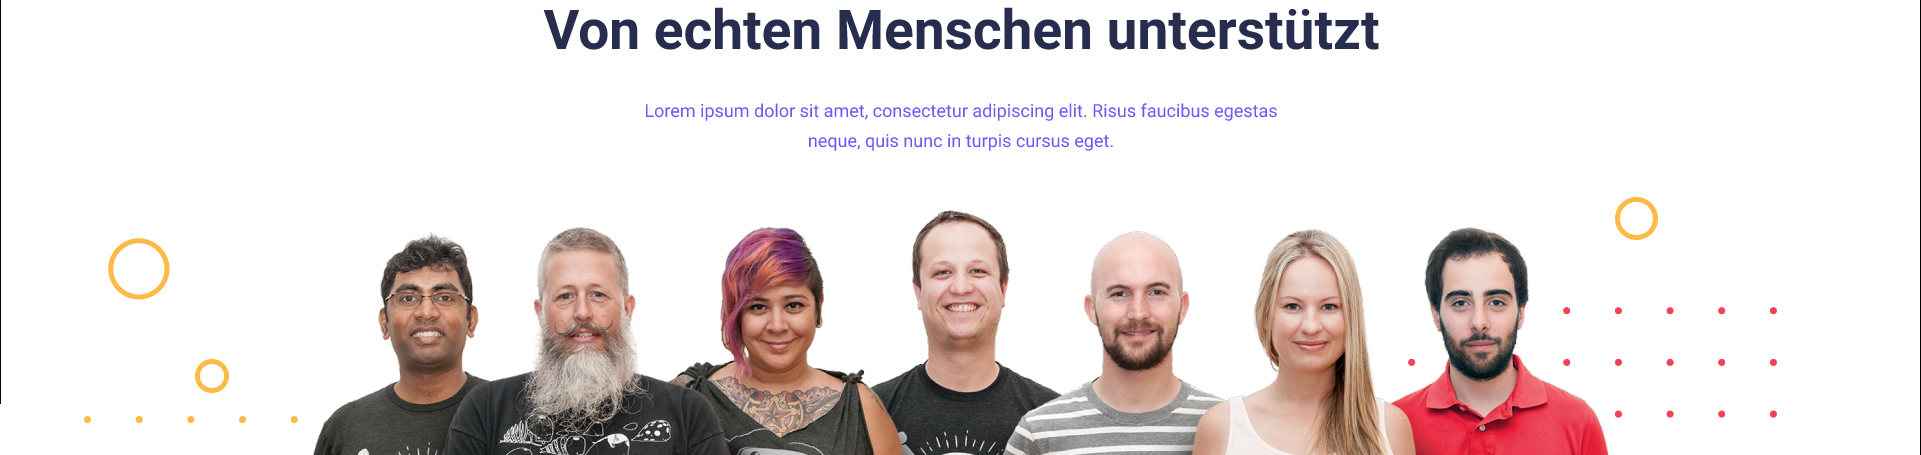 Von echten Menschen unterstützt
Lorem ipsum dolor sit amet, consectetur adipiscing elit. Risus faucibus egestas
neque, quis nunc in turpis cursus eget.